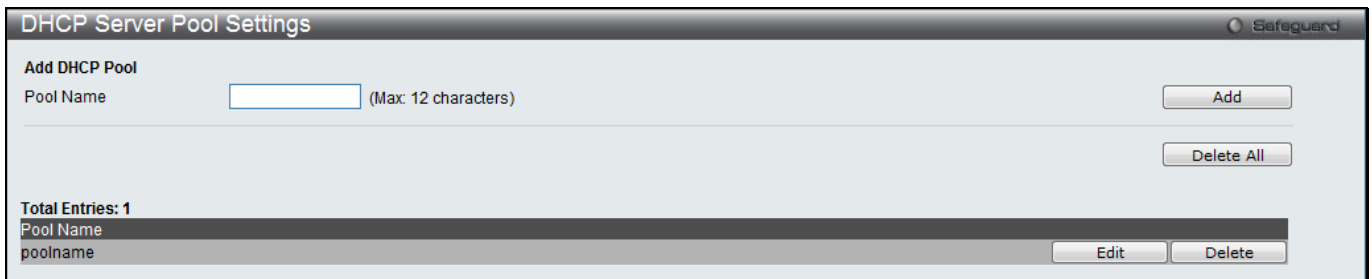 DHCP Server Pool Settings
Safeguard
Add DHCP Pool
Pool Name (Max: 12 characters) Add
Delete All
Total Entries: 1
Pool Name
poolname Edit Delete